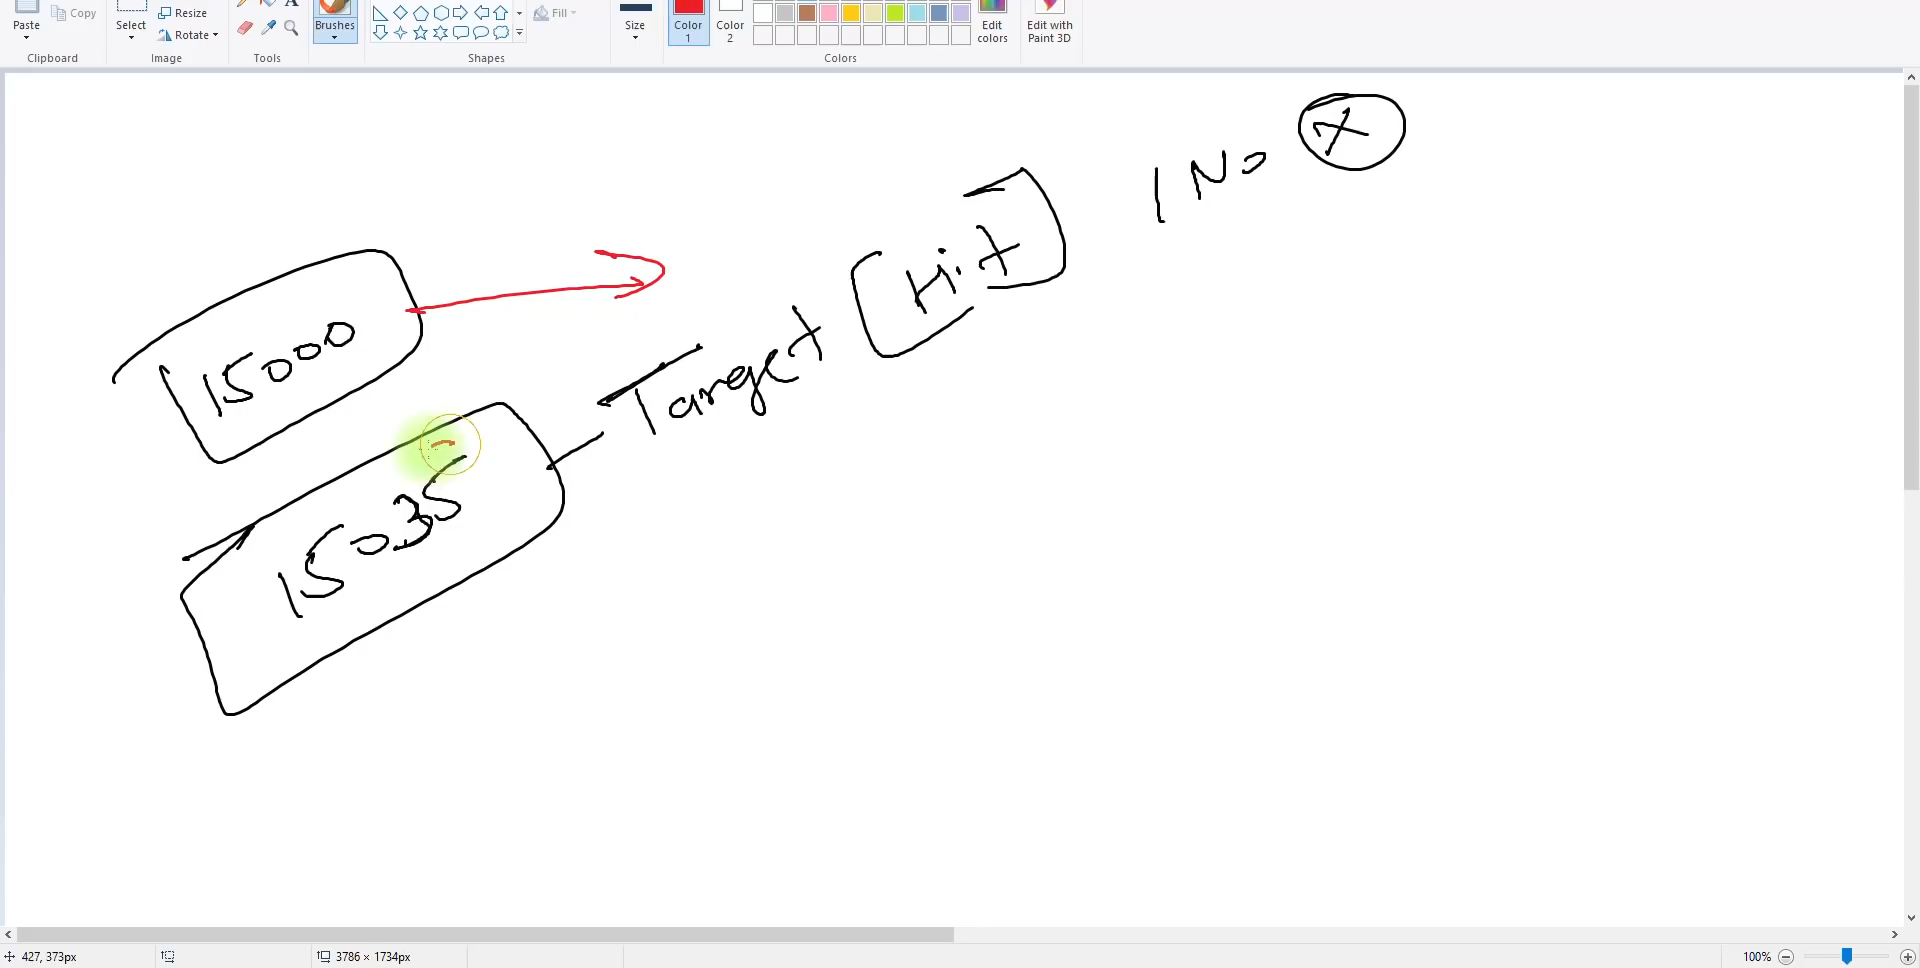 Paste
Copy
Select
Resize
Rotate
A
Brushes
Fill
Size
Color 1
Color 2
Edit colors
Edit with Paint 3D
Clipboard
Image
Tools
Shapes
Colors
15000
15035
Target
Hit
1 No
X
427, 373px
3786 × 1734px
100%